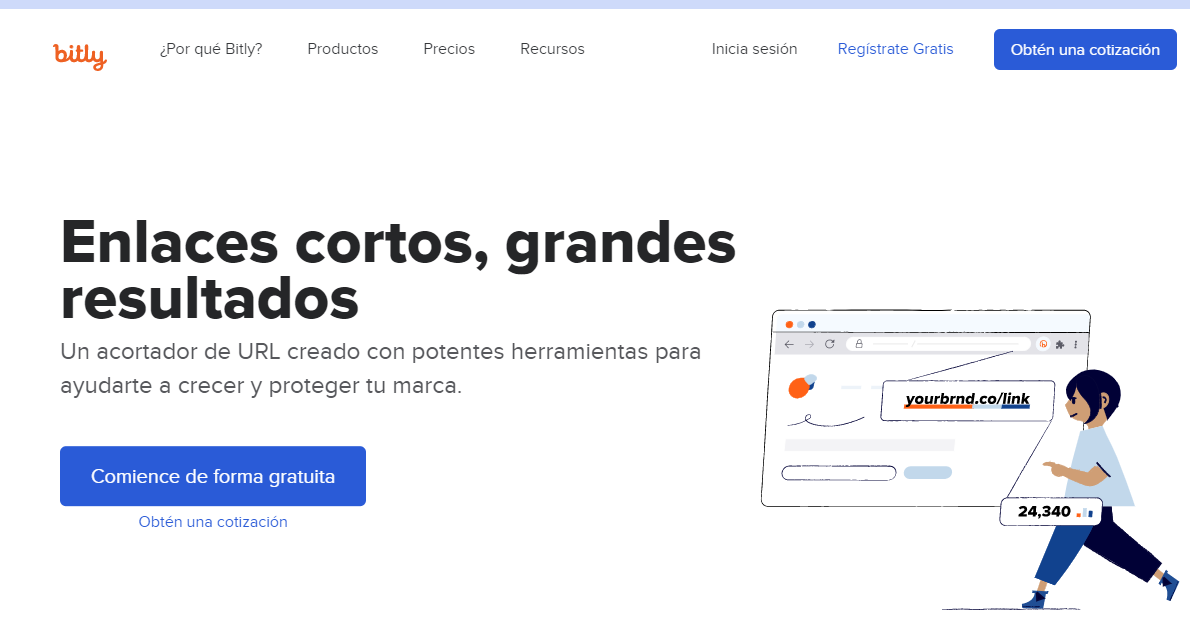 bitly
¿Por qué Bitly?
Productos
Precios
Recursos
Inicia sesión
Regístrate Gratis
Obtén una cotización
Enlaces cortos, grandes
resultados
Un acortador de URL creado con potentes herramientas para
ayudarte a crecer y proteger tu marca.
Comience de forma gratuita
Obtén una cotización
yourbrnd.co/link
24,340